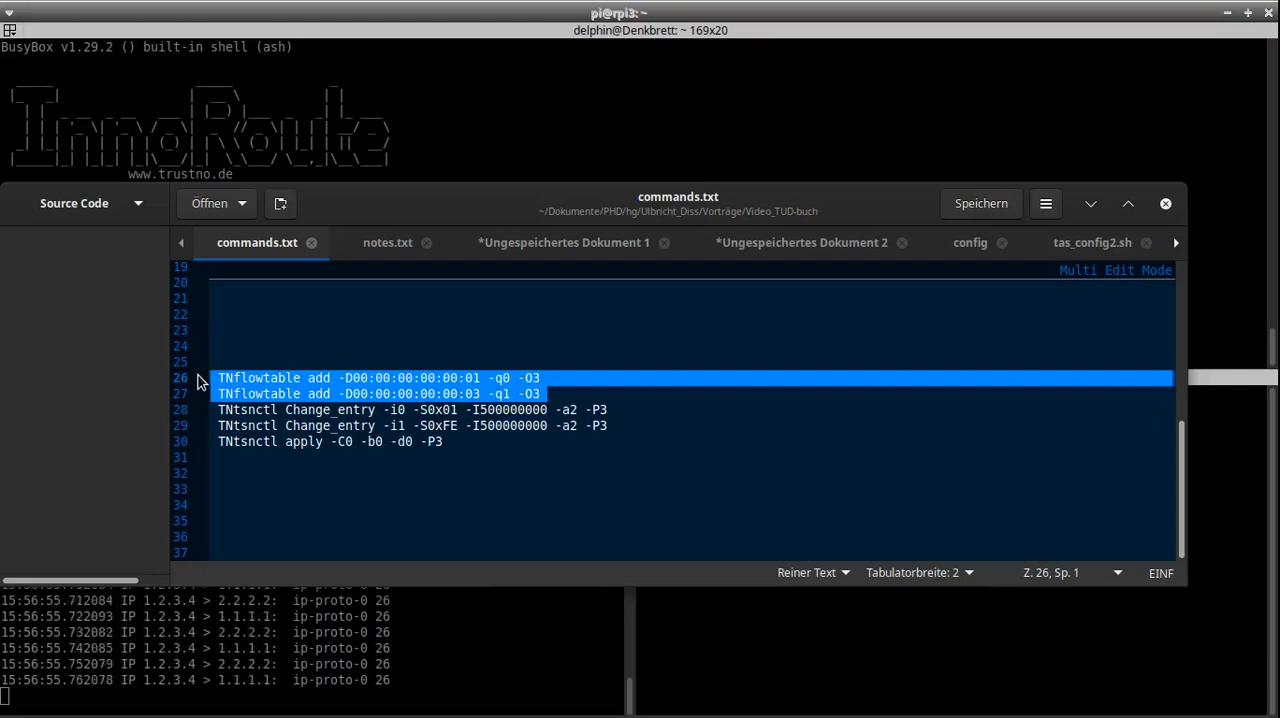 pi@rpi3: ~
delphin@Denkbrett: ~ 169x20
BusyBox v1.29.2 () built-in shell (ash)
InnoRoute
www.trustno.de
Source Code
Öffnen
commands.txt
~/Dokumente/PHD/hg/Ulbricht_Diss/Vorträge/Video_TUD-buch
Speichern
commands.txt
notes.txt
*Ungespeichertes Dokument 1
*Ungespeichertes Dokument 2
config
tas_config2.sh
Multi Edit Mode
19
20
21
22
23
24
25
26 TNflowtable add -D00:00:00:00:00:01 -q0 -O3
27 TNflowtable add -D00:00:00:00:00:03 -q1 -O3
28 TNtsnctl Change_entry -i0 -S0x01 -I500000000 -a2 -P3
29 TNtsnctl Change_entry -i1 -S0xFE -I500000000 -a2 -P3
30 TNtsnctl apply -C0 -b0 -d0 -P3
31
32
33
34
35
36
37
Reiner Text
Tabulatorbreite: 2
Z. 26, Sp. 1
EINF
15:56:55.712084 IP 1.2.3.4 > 2.2.2.2:  ip-proto-0 26
15:56:55.722093 IP 1.2.3.4 > 1.1.1.1:  ip-proto-0 26
15:56:55.732082 IP 1.2.3.4 > 2.2.2.2:  ip-proto-0 26
15:56:55.742085 IP 1.2.3.4 > 1.1.1.1:  ip-proto-0 26
15:56:55.752079 IP 1.2.3.4 > 2.2.2.2:  ip-proto-0 26
15:56:55.762078 IP 1.2.3.4 > 1.1.1.1:  ip-proto-0 26